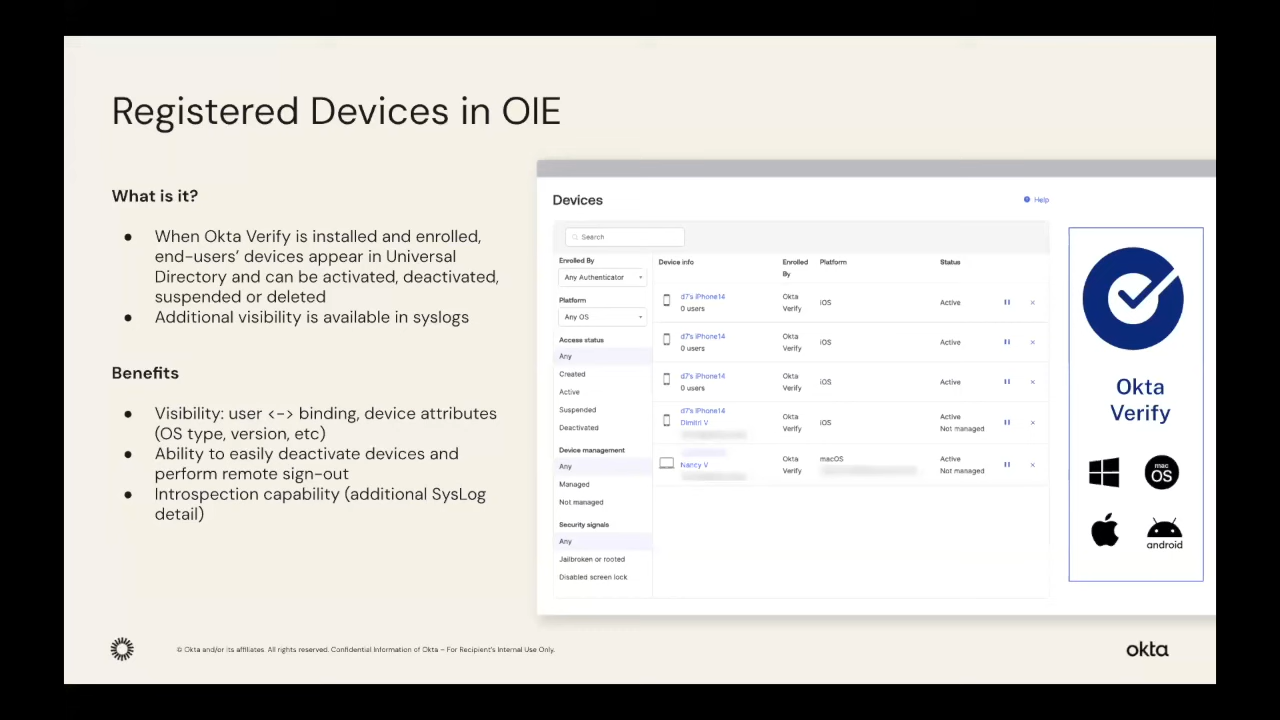 Registered Devices in OIE
What is it?
● When Okta Verify is installed and enrolled,
end-users' devices appear in Universal
Directory and can be activated, deactivated,
suspended or deleted
● Additional visibility is available in syslogs
Benefits
● Visibility: user <-> binding, device attributes
(OS type, version, etc)
● Ability to easily deactivate devices and
perform remote sign-out
● Introspection capability (additional SysLog
detail)
Devices
Help
Search
Enrolled By
Any Authenticator
Platform
Any OS
Access status
Any
Created
Active
Suspended
Deactivated
Device management
Any
Managed
Not managed
Security signals
Any
Jailbroken or rooted
Disabled screen lock
Device info Enrolled By Platform Status
d7's iPhone14 Okta iOS Active
0 users Verify
d7's iPhone14 Okta iOS Active
0 users Verify
d7's iPhone14 Okta iOS Active
0 users Verify
d7's iPhone14 Okta iOS Active
Dimitri V Verify Not managed
Okta macOS Active
Nancy V Verify Not managed
Okta
Verify
mac
OS
android
© Okta and/or its affiliates. All rights reserved. Confidential Information of Okta – For Recipient's Internal Use Only.
okta